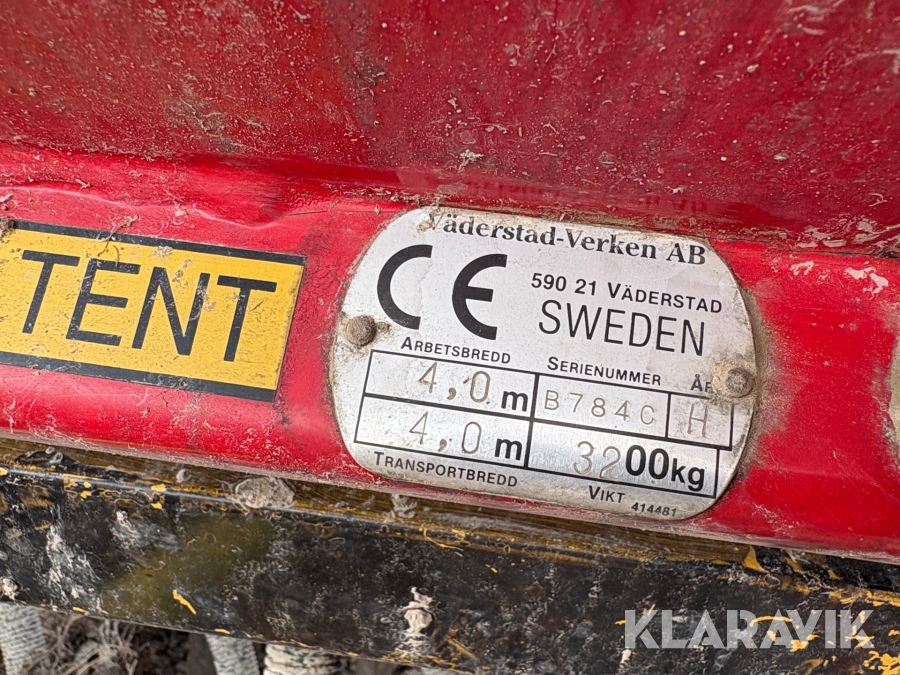 TENT
Väderstad-Verken AB
CE
590 21 VÄDERSTAD
SWEDEN
ARBETSBREDD SERIENUMMER
4,0 m B784C H
4,0 m 3200kg
TRANSPORTBREDD VIKT 414481
KLARAVIK